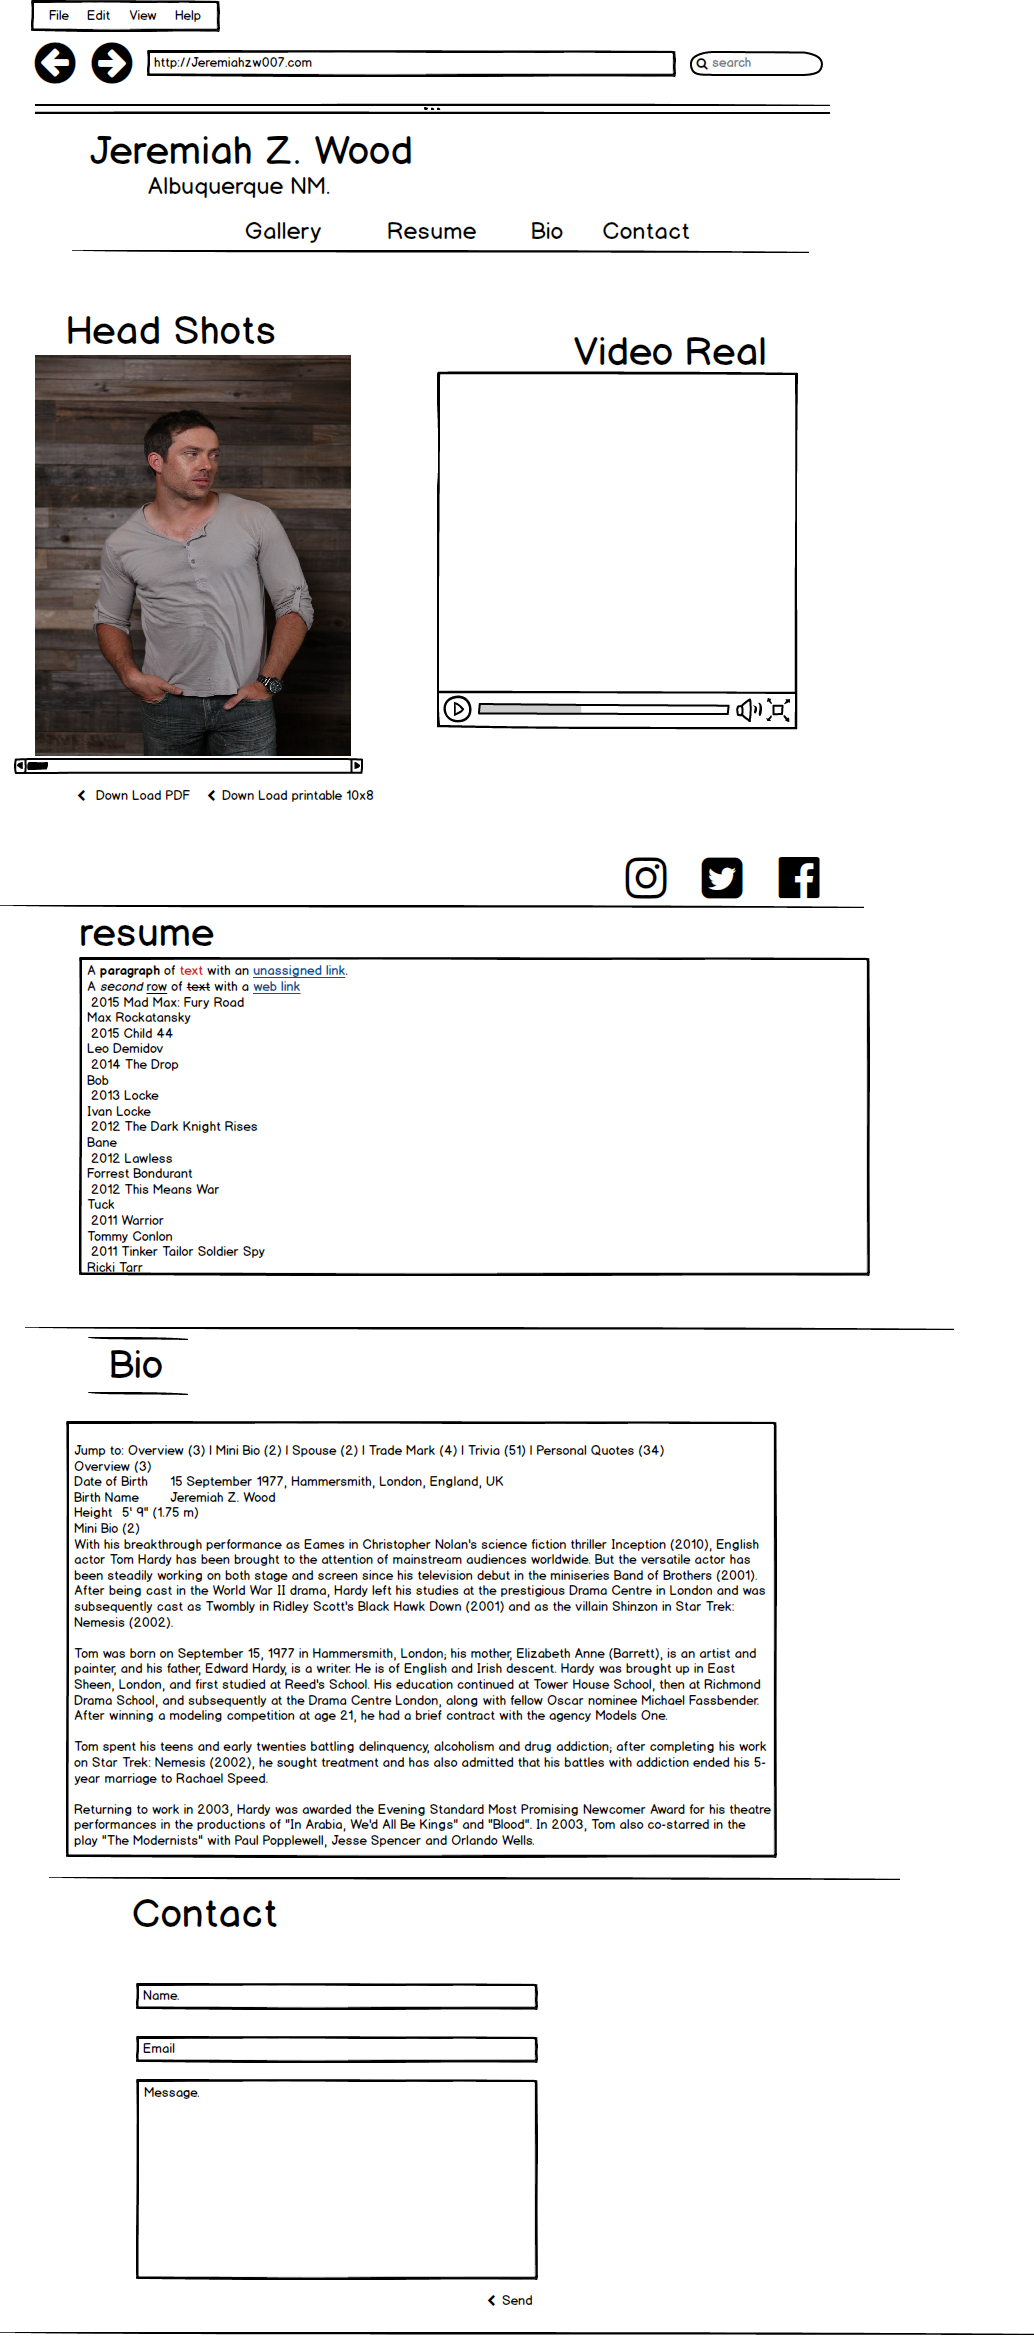 File Edit View Help
http://Jeremiahzw007.com
search
Jeremiah Z. Wood
Albuquerque NM.
Gallery Resume Bio Contact
Head Shots
Video Real
Down Load PDF Down Load printable 10x8
resume
A paragraph of text with an unassigned link.
A second row of text with a web link
2015 Mad Max: Fury Road
Max Rockatansky
2015 Child 44
Leo Demidov
2014 The Drop
Bob
2013 Locke
Ivan Locke
2012 The Dark Knight Rises
Bane
2012 Lawless
Forrest Bondurant
2012 This Means War
Tuck
2011 Warrior
Tommy Conlon
2011 Tinker Tailor Soldier Spy
Ricki Tarr
Bio
Jump to: Overview (3) | Mini Bio (2) | Spouse (2) | Trade Mark (4) | Trivia (51) | Personal Quotes (34)
Overview (3)
Date of Birth 15 September 1977, Hammersmith, London, England, UK
Birth Name Jeremiah Z. Wood
Height 5' 9" (1.75 m)
Mini Bio (2)
With his breakthrough performance as Eames in Christopher Nolan's science fiction thriller Inception (2010), English
actor Tom Hardy has been brought to the attention of mainstream audiences worldwide. But the versatile actor has
been steadily working on both stage and screen since his television debut in the miniseries Band of Brothers (2001).
After being cast in the World War II drama, Hardy left his studies at the prestigious Drama Centre in London and was
subsequently cast as Twombly in Ridley Scott's Black Hawk Down (2001) and as the villain Shinzon in Star Trek:
Nemesis (2002).
Tom was born on September 15, 1977 in Hammersmith, London; his mother, Elizabeth Anne (Barrett), is an artist and
painter, and his father, Edward Hardy, is a writer. He is of English and Irish descent. Hardy was brought up in East
Sheen, London, and first studied at Reed's School. His education continued at Tower House School, then at Richmond
Drama School, and subsequently at the Drama Centre London, along with fellow Oscar nominee Michael Fassbender.
After winning a modeling competition at age 21, he had a brief contract with the agency Models One.
Tom spent his teens and early twenties battling delinquency, alcoholism and drug addiction; after completing his work
on Star Trek: Nemesis (2002), he sought treatment and has also admitted that his battles with addiction ended his 5-
year marriage to Rachael Speed.
Returning to work in 2003, Hardy was awarded the Evening Standard Most Promising Newcomer Award for his theatre
performances in the productions of "In Arabia, We'd All Be Kings" and "Blood". In 2003, Tom also co-starred in the
play "The Modernists" with Paul Popplewell, Jesse Spencer and Orlando Wells.
Contact
Name.
Email
Message.
Send